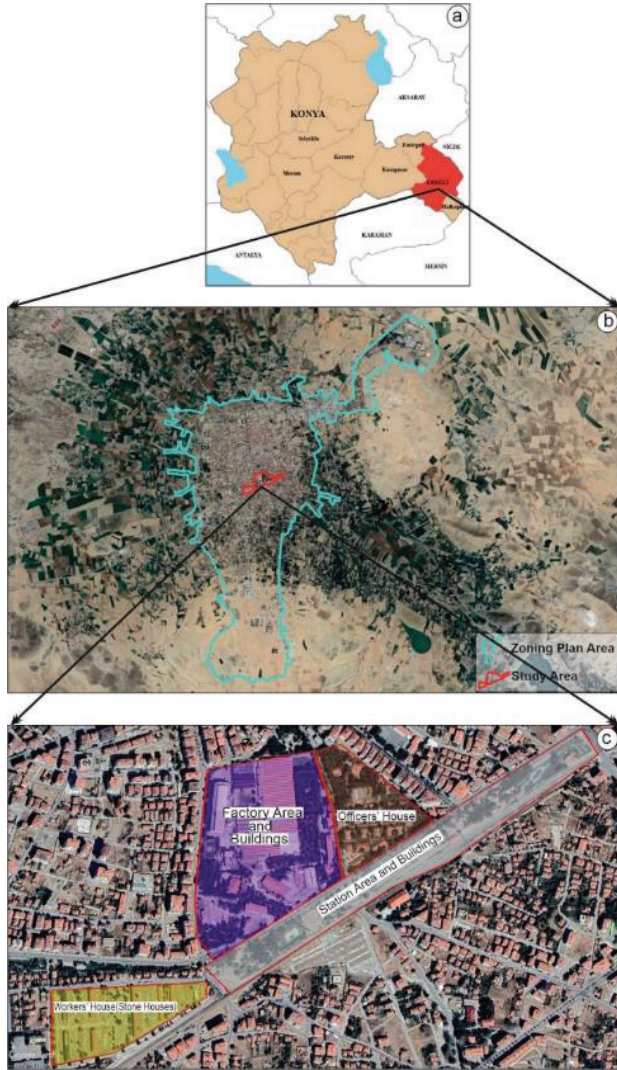 a
KONYA
AKSARAY
NİĞDE
Selçuklu
Karatay
Meram
Karapınar
EREĞLİ
KARAMAN
ANTALYA
MERSİN
b
Zoning Plan Area
Study Area
c
Factory Area
and
Buildings
Officers' House
Station Area and Buildings
Workers' House(Stone Houses)